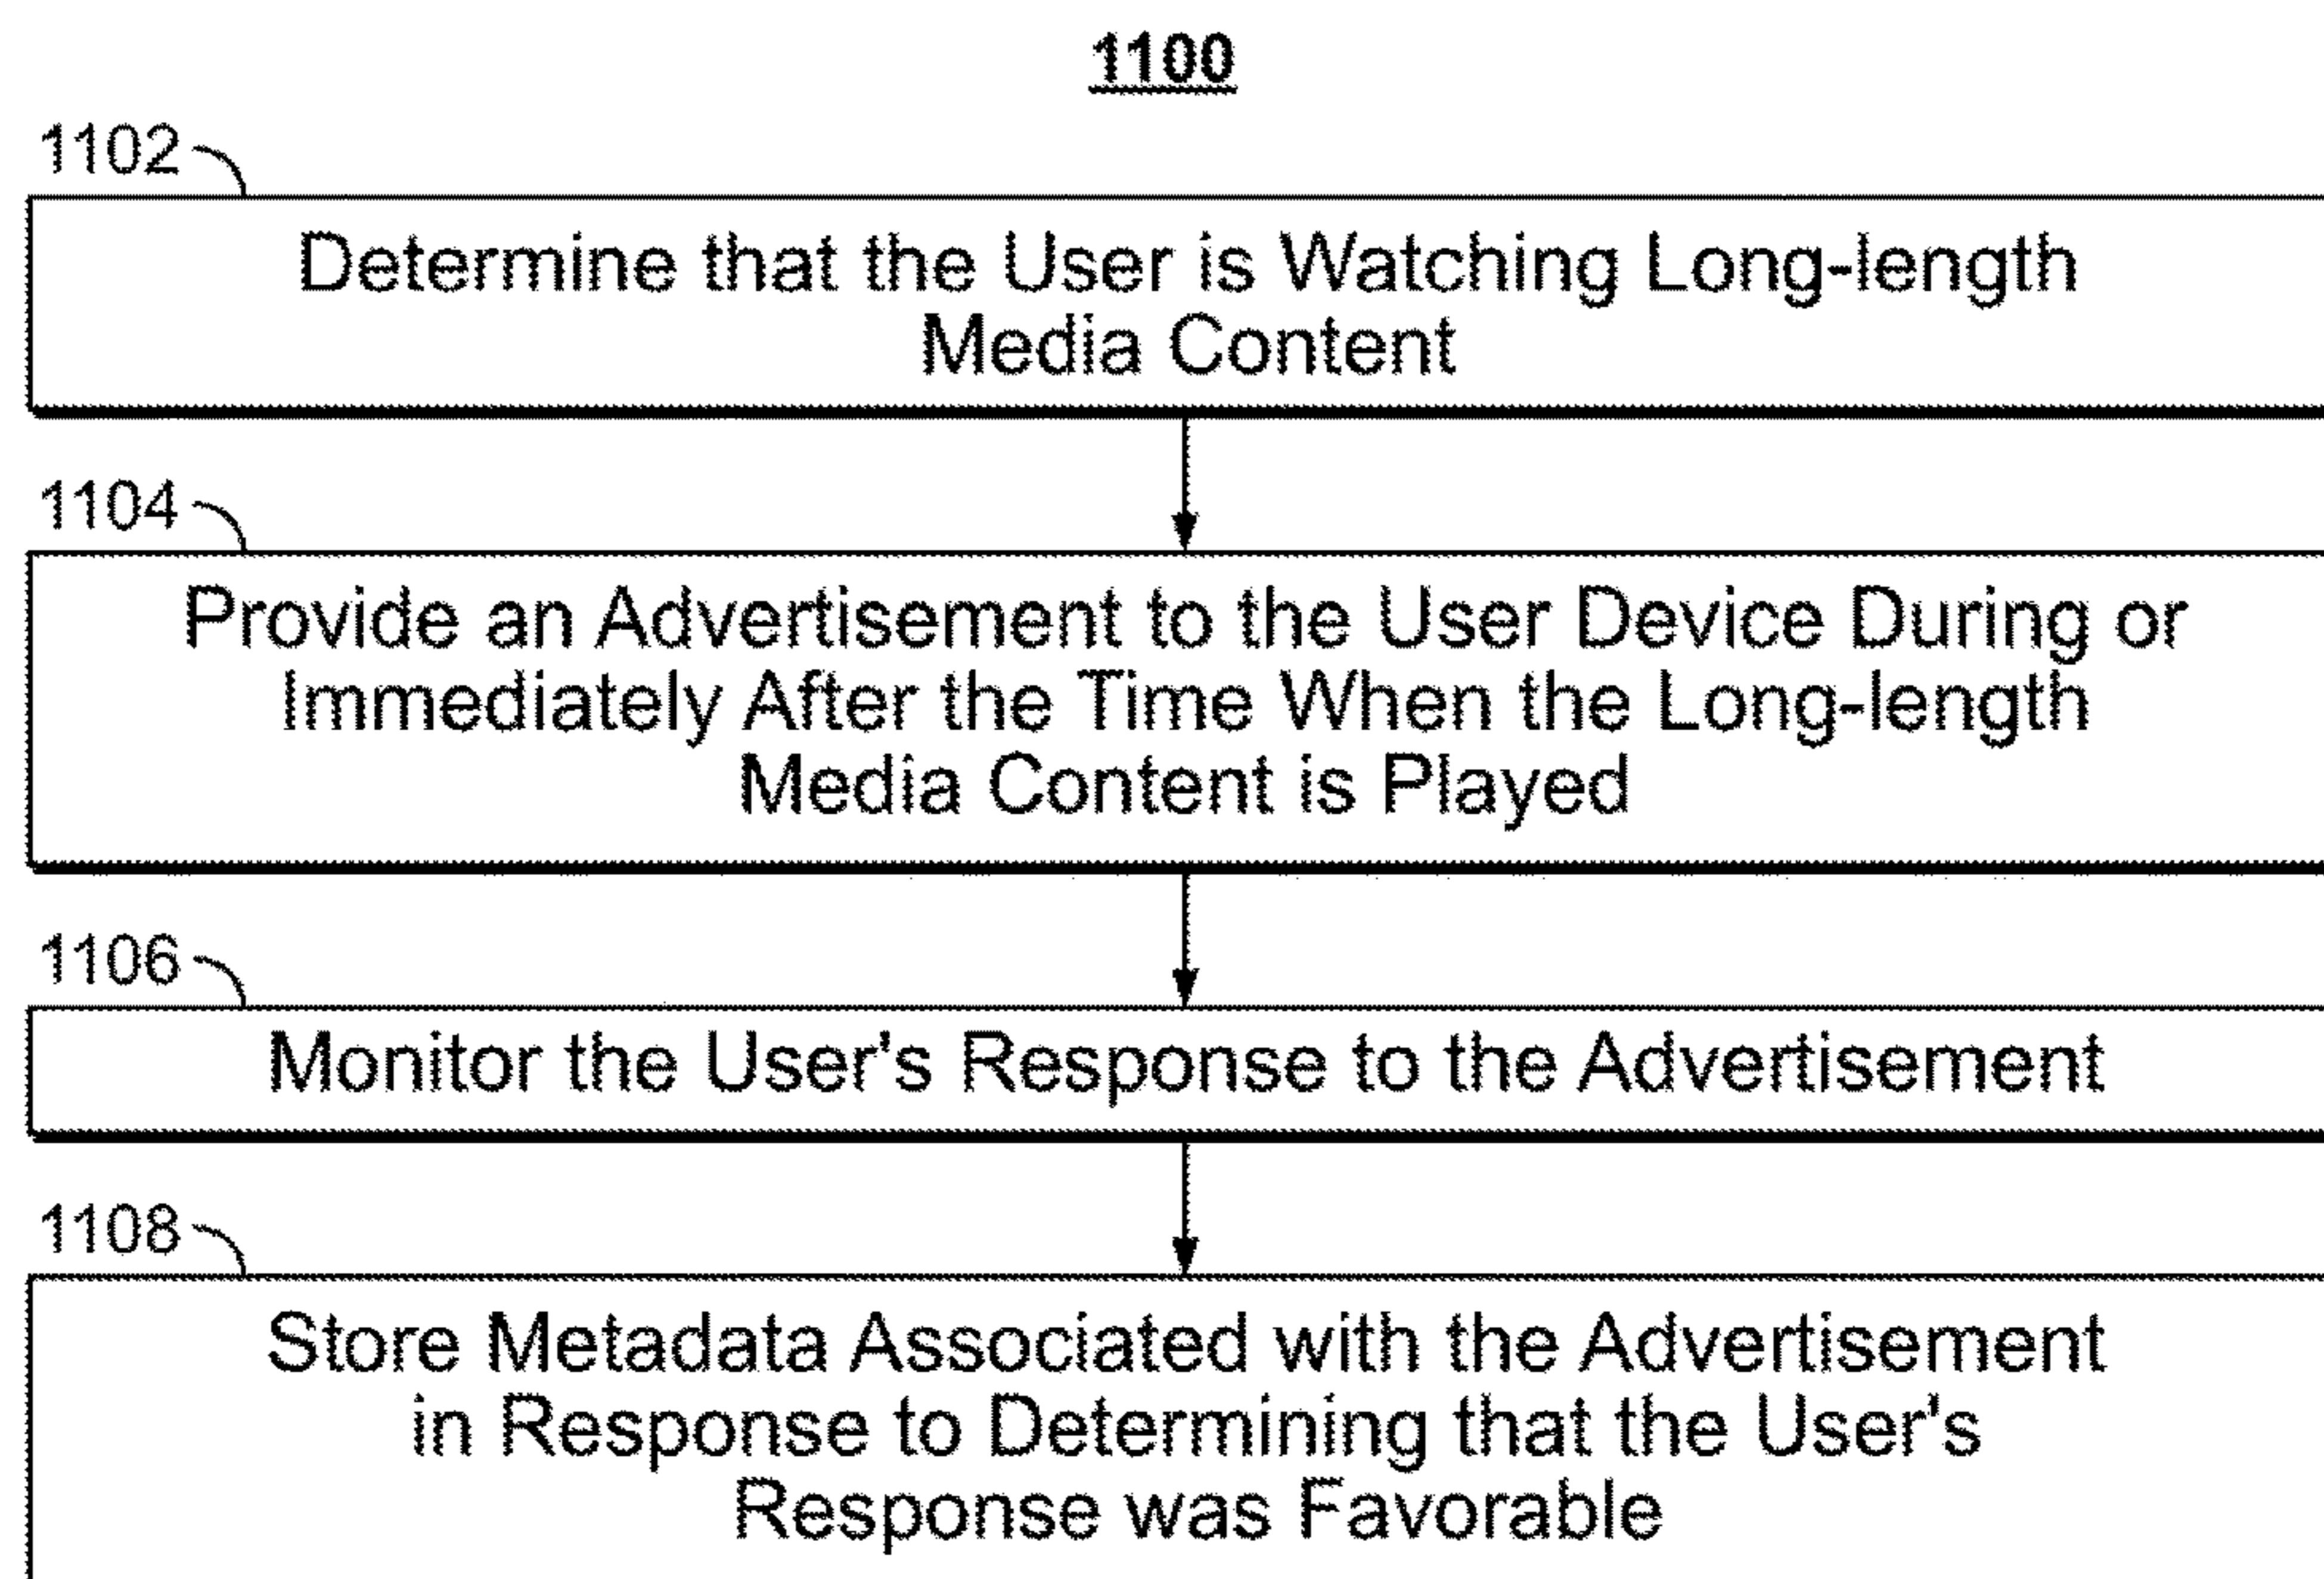 1100
1102
Determine that the User is Watching Long-length
Media Content
1104
Provide an Advertisement to the User Device During or
Immediately After the Time When the Long-length
Media Content is Played
1106
Monitor the User's Response to the Advertisement
1108
Store Metadata Associated with the Advertisement
in Response to Determining that the User's
Response was Favorable